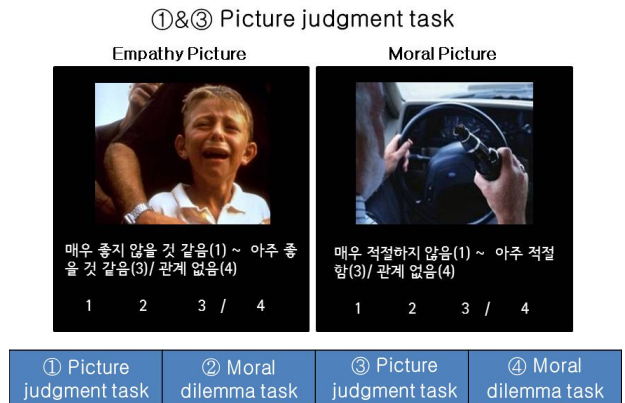 ①&③ Picture judgment task
Empathy Picture
Moral Picture
매우 좋지 않을 것 같음(1) ~ 아주 좋
을 것 같음(3)/ 관계 없음(4)
1 2 3 / 4
매우 적절하지 않음(1) ~ 아주 적절
함(3)/ 관계 없음(4)
1 2 3 / 4
① Picture
judgment task
② Moral
dilemma task
③ Picture
judgment task
④ Moral
dilemma task